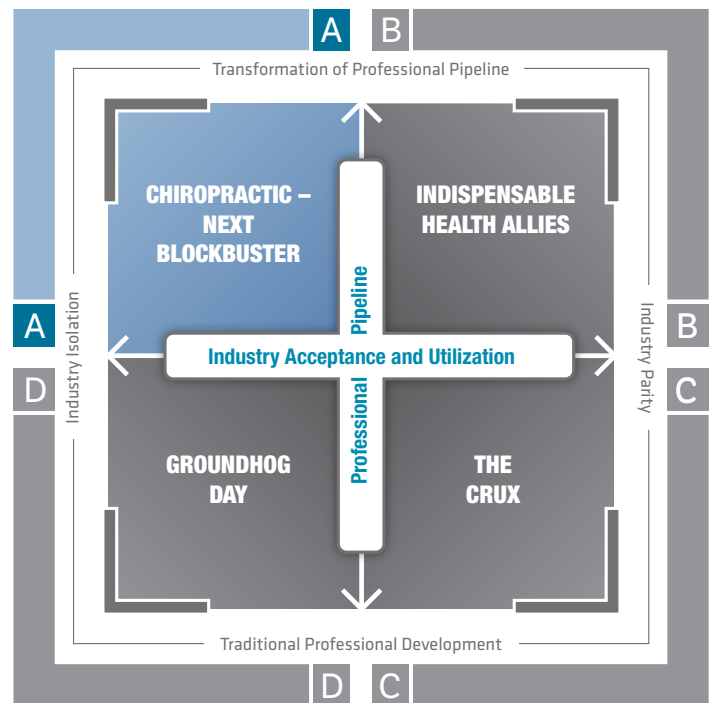 A
B
Transformation of Professional Pipeline
CHIROPRACTIC –
NEXT
BLOCKBUSTER
INDISPENSABLE
HEALTH ALLIES
A
Industry Isolation
Professional Pipeline
Industry Acceptance and Utilization
Industry Parity
B
D
C
GROUNDHOG
DAY
THE
CRUX
Traditional Professional Development
D
C